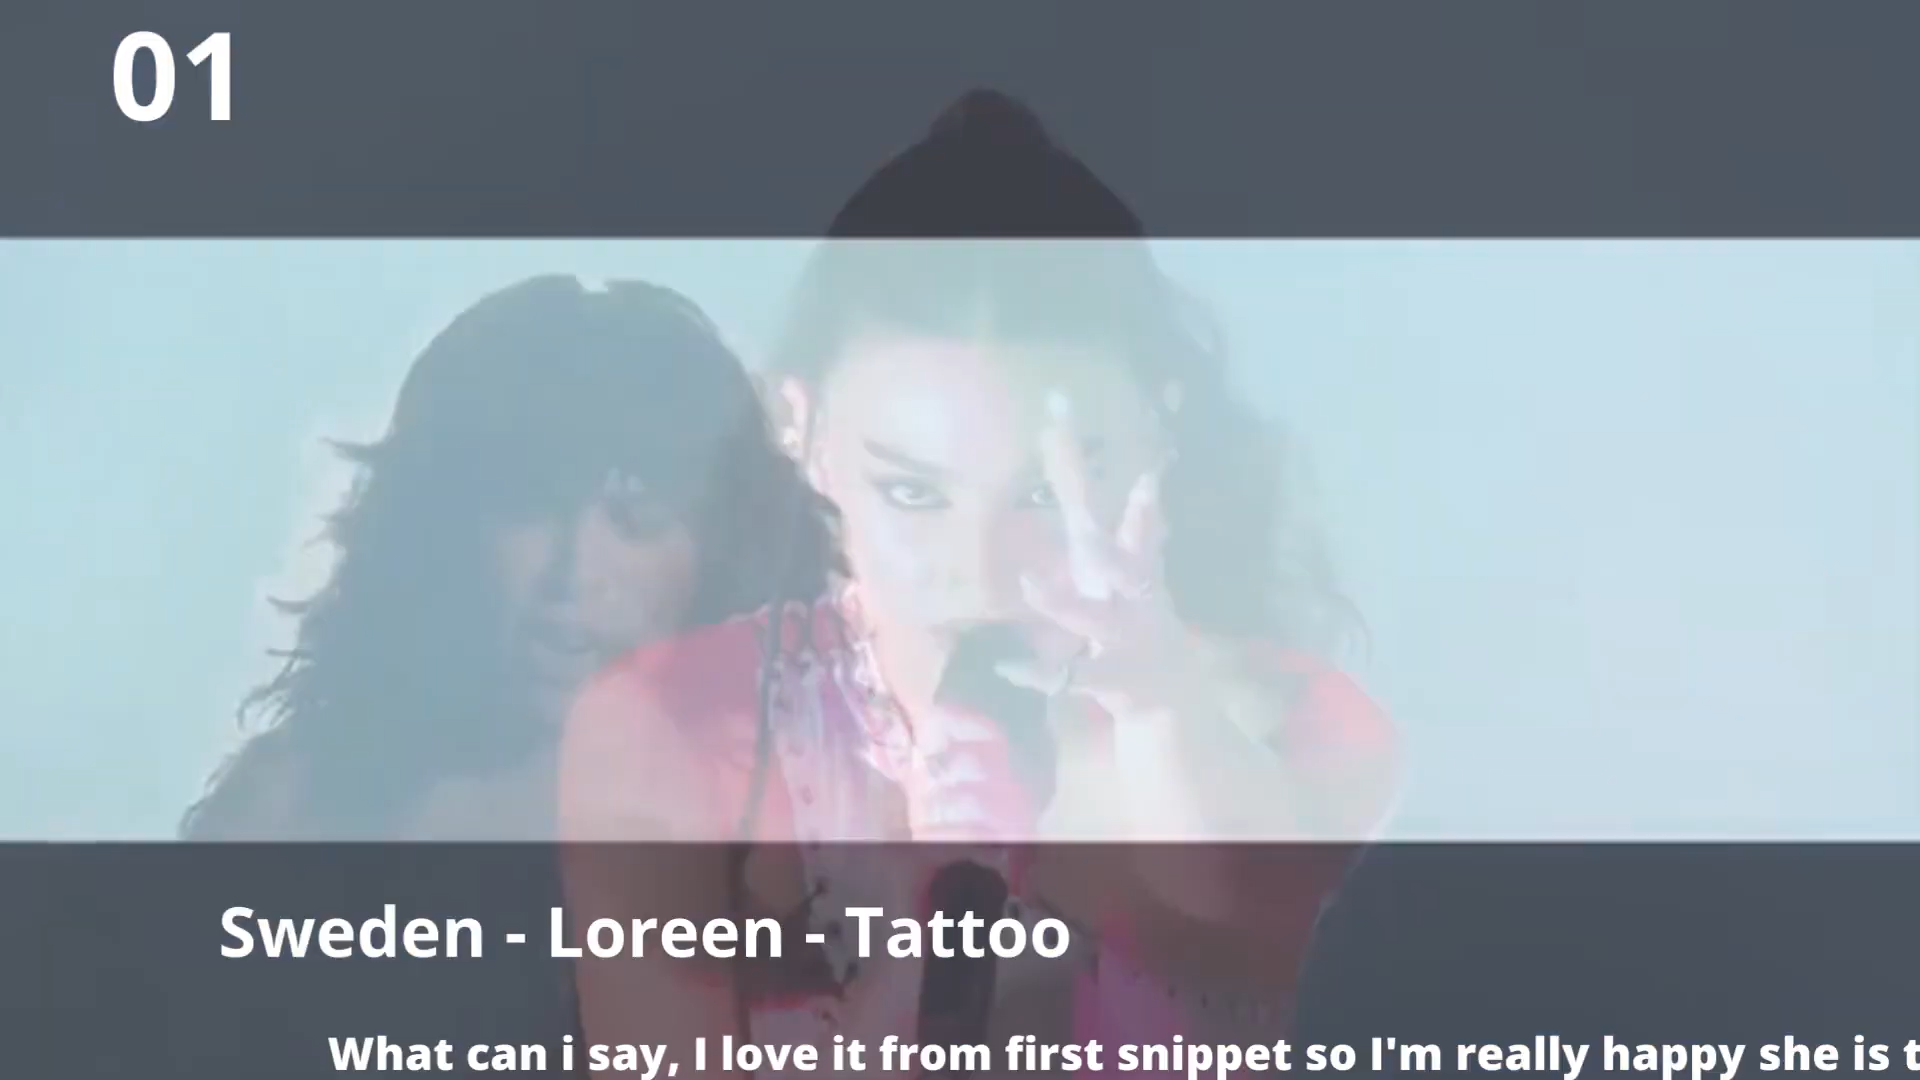 01
Sweden - Loreen - Tattoo
What can i say, I love it from first snippet so I'm really happy she is